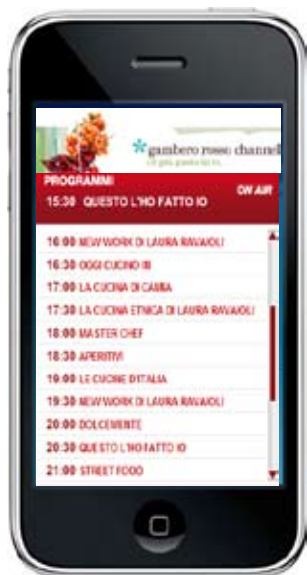 *gambero rosso channel
PROGRAMMI
ON AIR
15:30 QUESTO L'HO FATTO IO
16:00 NEW WORK DI LAURA RAVAIOLI
16:30 OGGI CUCINO IO
17:00 LA CUCINA DI
17:30 LA CUCINA ETNICA DI LAURA RAVAIOLI
18:00 MASTER CHEF
18:30 APERITIVI
19:00 LE CUCINE D'ITALIA
19:30 NEW WORK DI LAURA RAVAIOLI
20:00 DOLCEMENTE
20:30 QUESTO L'HO FATTO IO
21:00 STREET FOOD